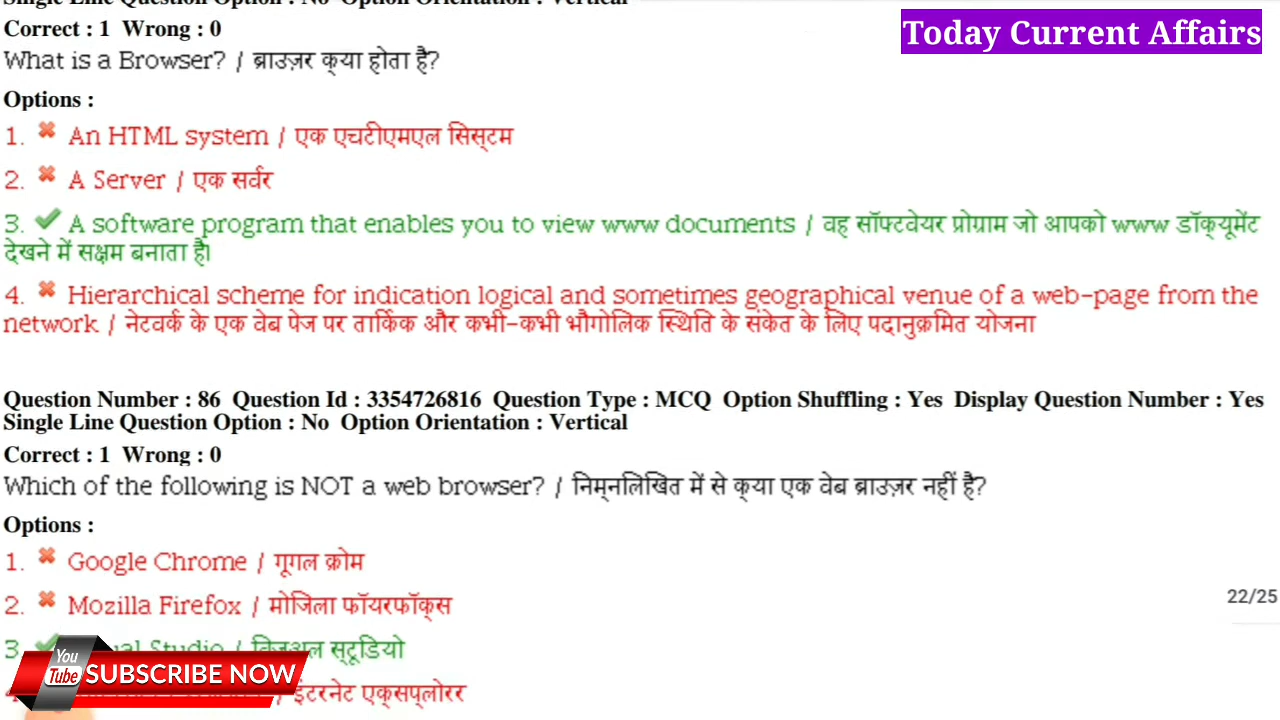 Correct : 1 Wrong : 0
Today Current Affairs
What is a Browser? / ब्राउज़र क्या होता है?
Options :
1. An HTML system / एक एचटीएमएल सिस्टम
2. A Server / एक सर्वर
3. A software program that enables you to view www documents / वह सॉफ्टवेयर प्रोग्राम जो आपको www डॉक्यूमेंट
देखने में सक्षम बनाता है।
4. Hierarchical scheme for indication logical and sometimes geographical venue of a web-page from the
network / नेटवर्क के एक वेब पेज पर तार्किक और कभी-कभी भौगोलिक स्थिति के संकेत के लिए पदानुक्रमित योजना
Question Number : 86 Question Id : 3354726816 Question Type : MCQ Option Shuffling : Yes Display Question Number : Yes
Single Line Question Option : No Option Orientation : Vertical
Correct : 1 Wrong : 0
Which of the following is NOT a web browser? / निम्नलिखित में से क्या एक वेब ब्राउज़र नहीं है?
Options :
1. Google Chrome / गूगल क्रोम
2. Mozilla Firefox / मोजिला फॉयरफॉक्स
22/25
3. Studio / विजुअल स्टूडियो
You Tube SUBSCRIBE NOW
/ इंटरनेट एक्सप्लोरर